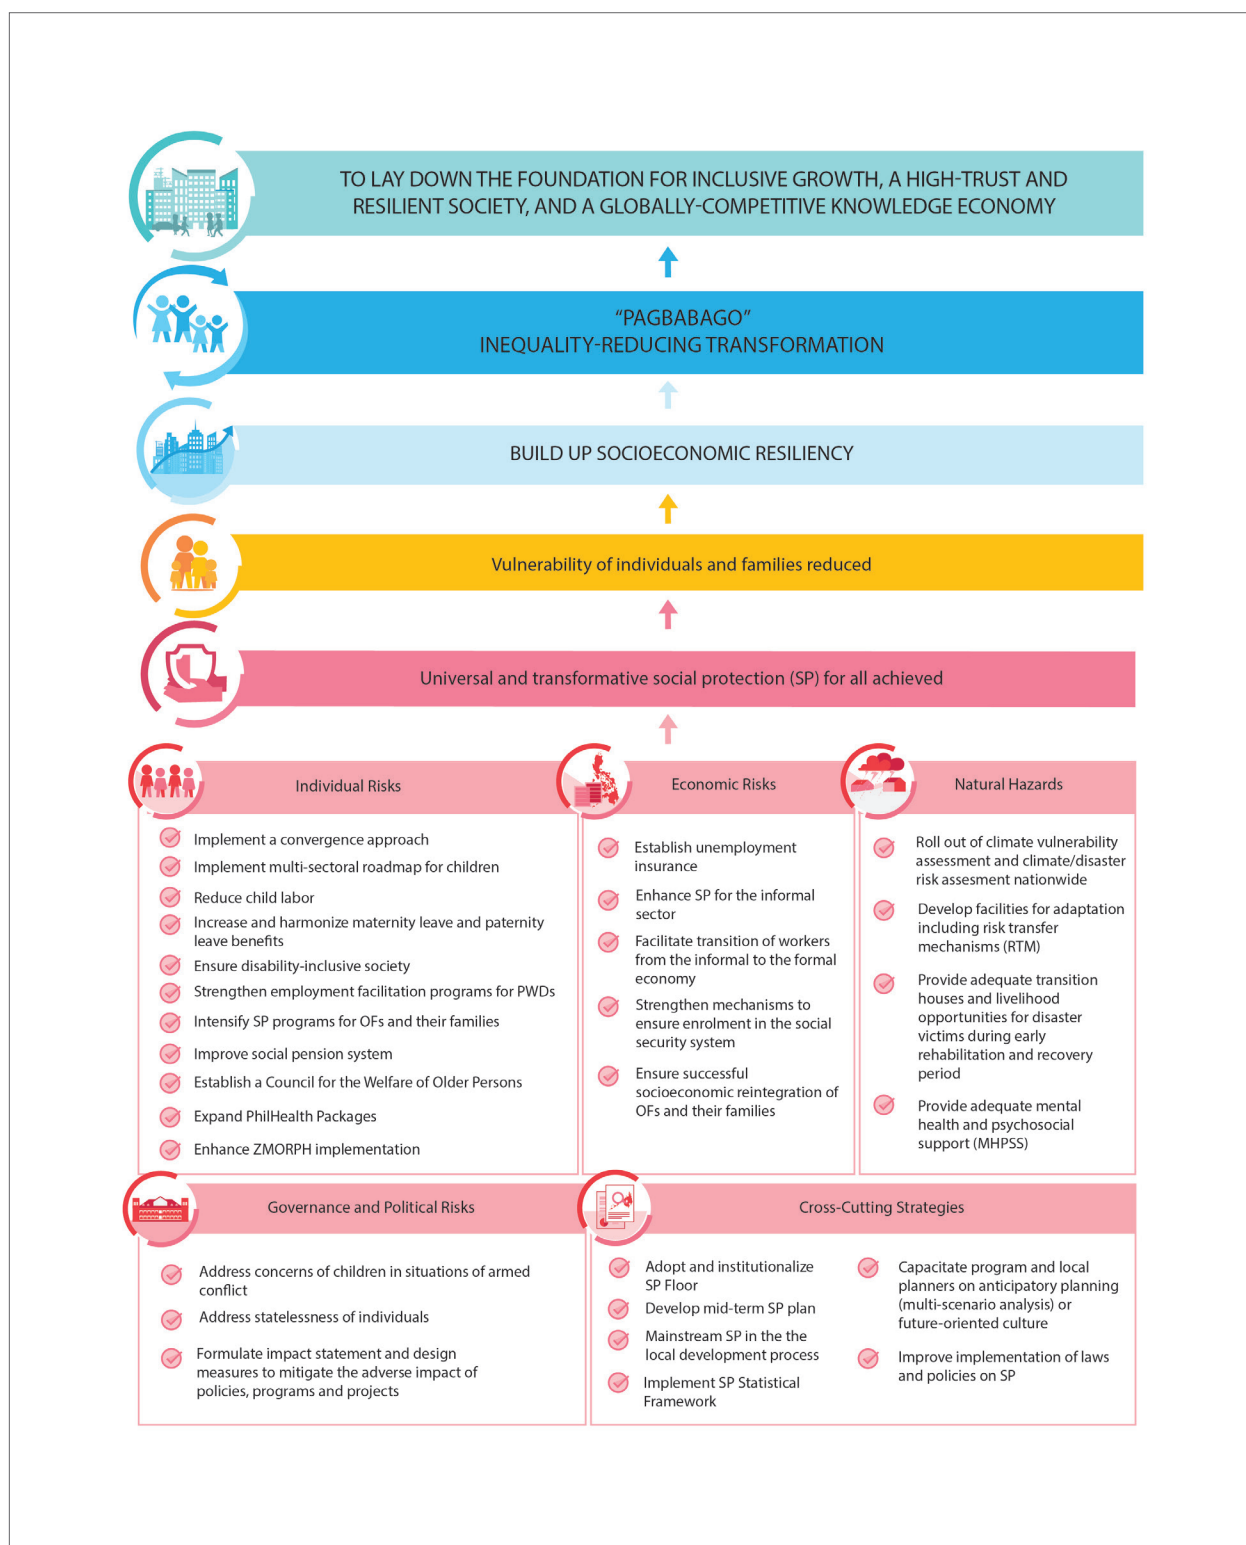 TO LAY DOWN THE FOUNDATION FOR INCLUSIVE GROWTH, A HIGH-TRUST AND
RESILIENT SOCIETY, AND A GLOBALLY-COMPETITIVE KNOWLEDGE ECONOMY
“PAGBABAGO”
INEQUALITY-REDUCING TRANSFORMATION
BUILD UP SOCIOECONOMIC RESILIENCY
Vulnerability of individuals and families reduced
Universal and transformative social protection (SP) for all achieved
Individual Risks
Implement a convergence approach
Implement multi-sectoral roadmap for children
Reduce child labor
Increase and harmonize maternity leave and paternity
leave benefits
Ensure disability-inclusive society
Strengthen employment facilitation programs for PWDs
Intensify SP programs for OFs and their families
Improve social pension system
Establish a Council for the Welfare of Older Persons
Expand PhilHealth Packages
Enhance ZMORPH implementation
Economic Risks
Establish unemployment
insurance
Enhance SP for the informal
sector
Facilitate transition of workers
from the informal to the formal
economy
Strengthen mechanisms to
ensure enrolment in the social
security system
Ensure successful
socioeconomic reintegration of
OFs and their families
Natural Hazards
Roll out of climate vulnerability
assessment and climate/disaster
risk assesment nationwide
Develop facilities for adaptation
including risk transfer
mechanisms (RTM)
Provide adequate transition
houses and livelihood
opportunities for disaster
victims during early
rehabilitation and recovery
period
Provide adequate mental
health and psychosocial
support (MHPSS)
Governance and Political Risks
Address concerns of children in situations of armed
conflict
Address statelessness of individuals
Formulate impact statement and design
measures to mitigate the adverse impact of
policies, programs and projects
Cross-Cutting Strategies
Adopt and institutionalize
SP Floor
Develop mid-term SP plan
Mainstream SP in the the
local development process
Implement SP Statistical
Framework
Capacitate program and local
planners on anticipatory planning
(multi-scenario analysis) or
future-oriented culture
Improve implementation of laws
and policies on SP